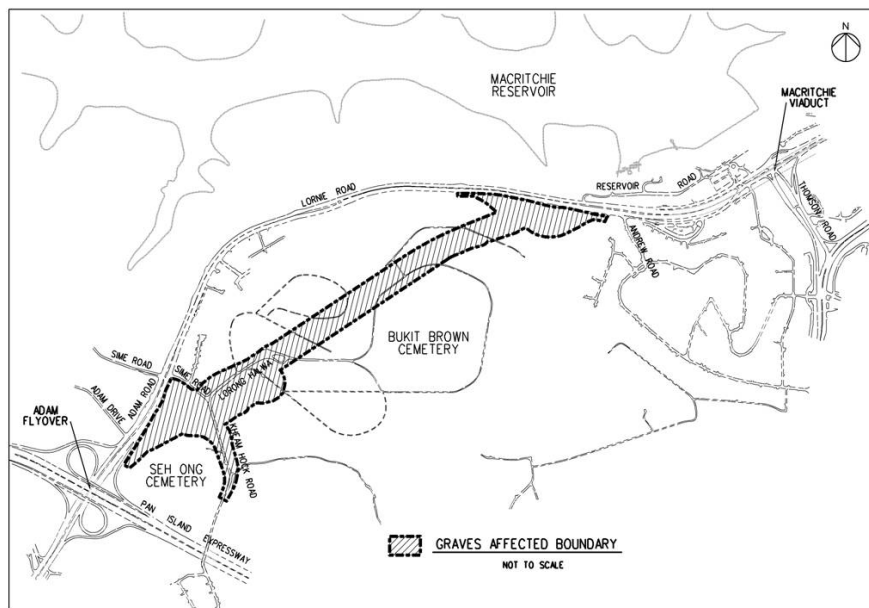 N
MACRITCHIE
RESERVOIR
MACRITCHIE
VIADUCT
RESERVOIR ROAD
LORNIE ROAD
THOMSON ROAD
ANDREW ROAD
BUKIT BROWN
CEMETERY
SIME ROAD
SIME ROAD
LORONG HALWA
ADAM ROAD
ADAM DRIVE
ADAM
FLYOVER
KHEAM HOCK ROAD
SEH ONG
CEMETERY
PAN ISLAND EXPRESSWAY
GRAVES AFFECTED BOUNDARY
NOT TO SCALE